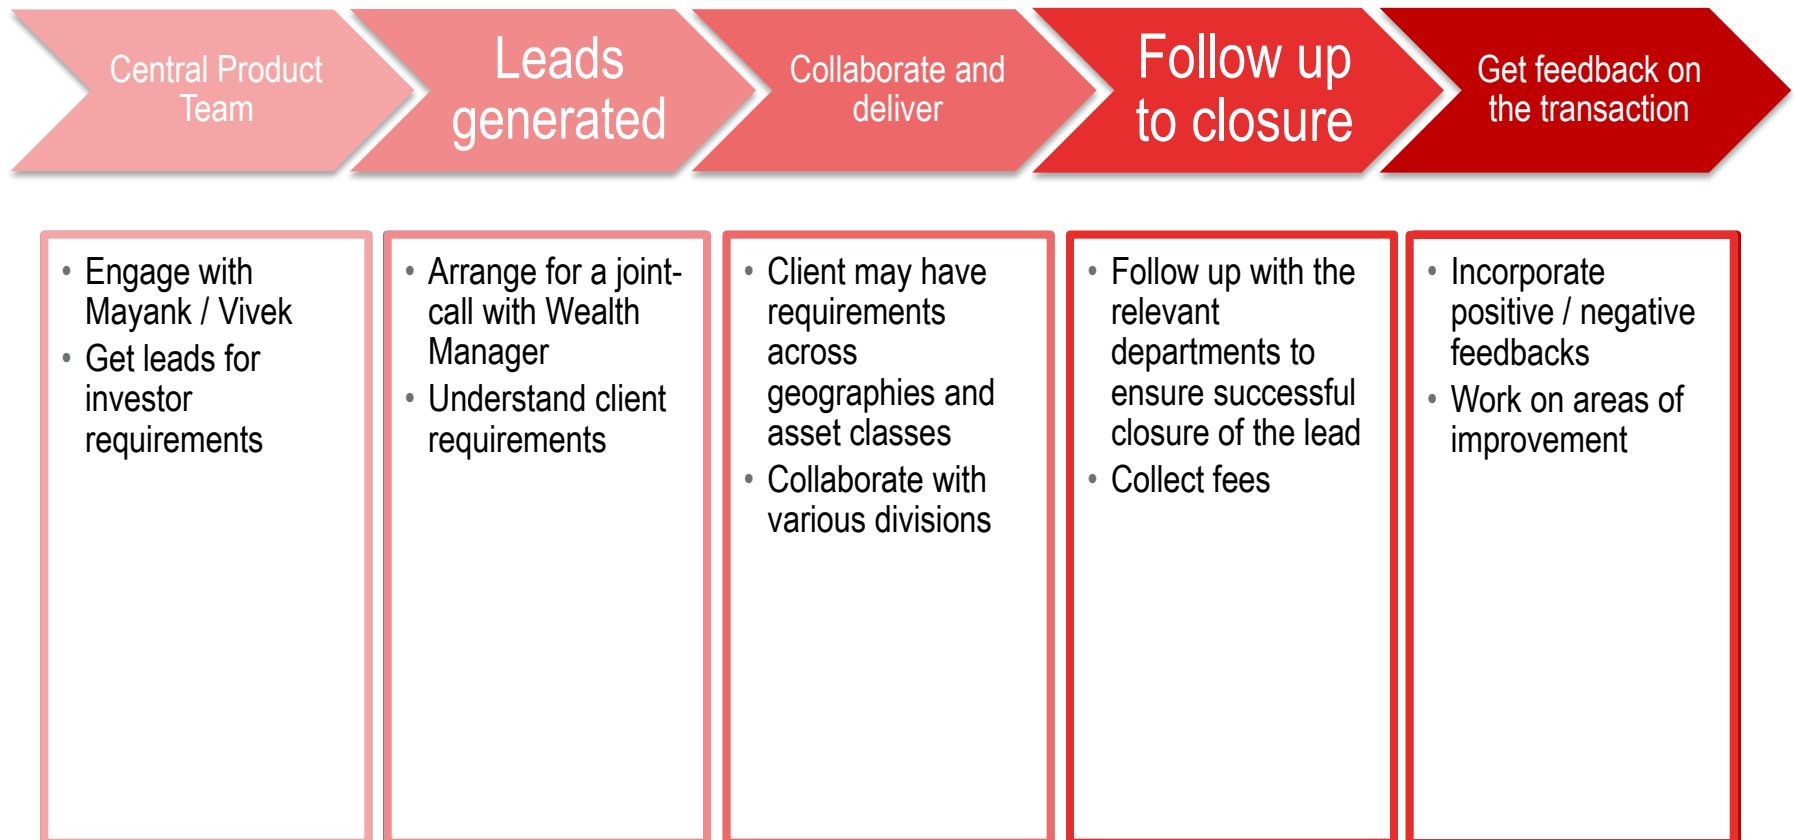 Central Product
Team
Leads
generated
Collaborate and
deliver
Follow up
to closure
Get feedback on
the transaction
• Engage with
Mayank / Vivek
• Get leads for
investor
requirements
• Arrange for a joint-
call with Wealth
Manager
• Understand client
requirements
• Client may have
requirements
across
geographies and
asset classes
• Collaborate with
various divisions
• Follow up with the
relevant
departments to
ensure successful
closure of the lead
• Collect fees
• Incorporate
positive / negative
feedbacks
• Work on areas of
improvement